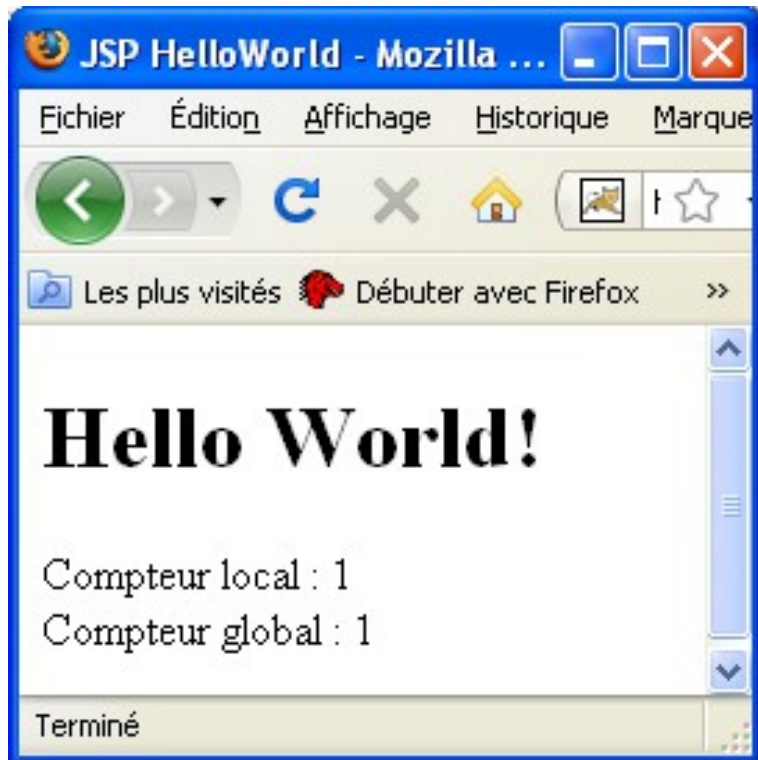 JSP HelloWorld - Mozilla ...
Fichier Édition Affichage Historique Marque
Les plus visités Débuter avec Firefox »
Hello World!
Compteur local : 1
Compteur global : 1
Terminé